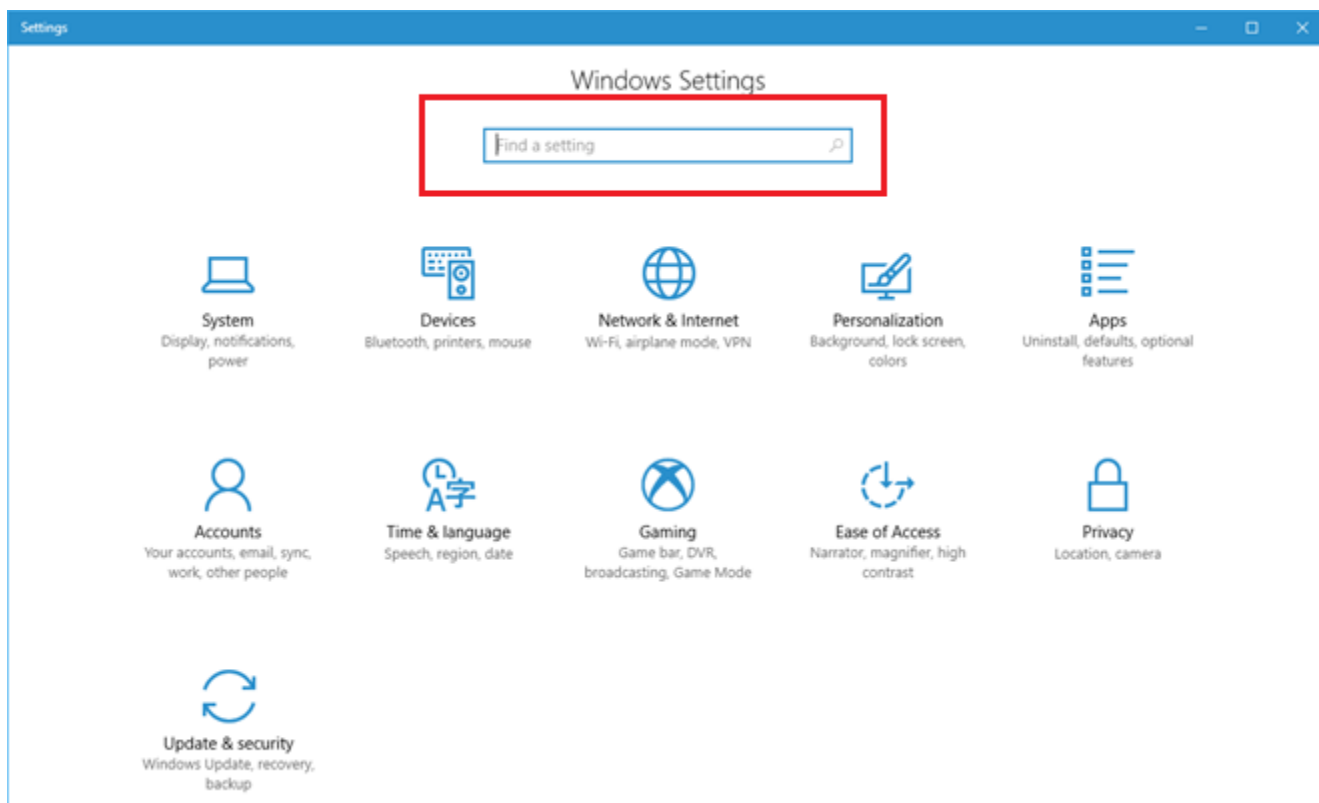 Settings
Windows Settings
Find a setting
System
Display, notifications,
power
Devices
Bluetooth, printers, mouse
Network & Internet
Wi-Fi, airplane mode, VPN
Personalization
Background, lock screen,
colors
Apps
Uninstall, defaults, optional
features
Accounts
Your accounts, email, sync,
work, other people
Time & language
Speech, region, date
Gaming
Game bar, DVR,
broadcasting, Game Mode
Ease of Access
Narrator, magnifier, high
contrast
Privacy
Location, camera
Update & security
Windows Update, recovery,
backup